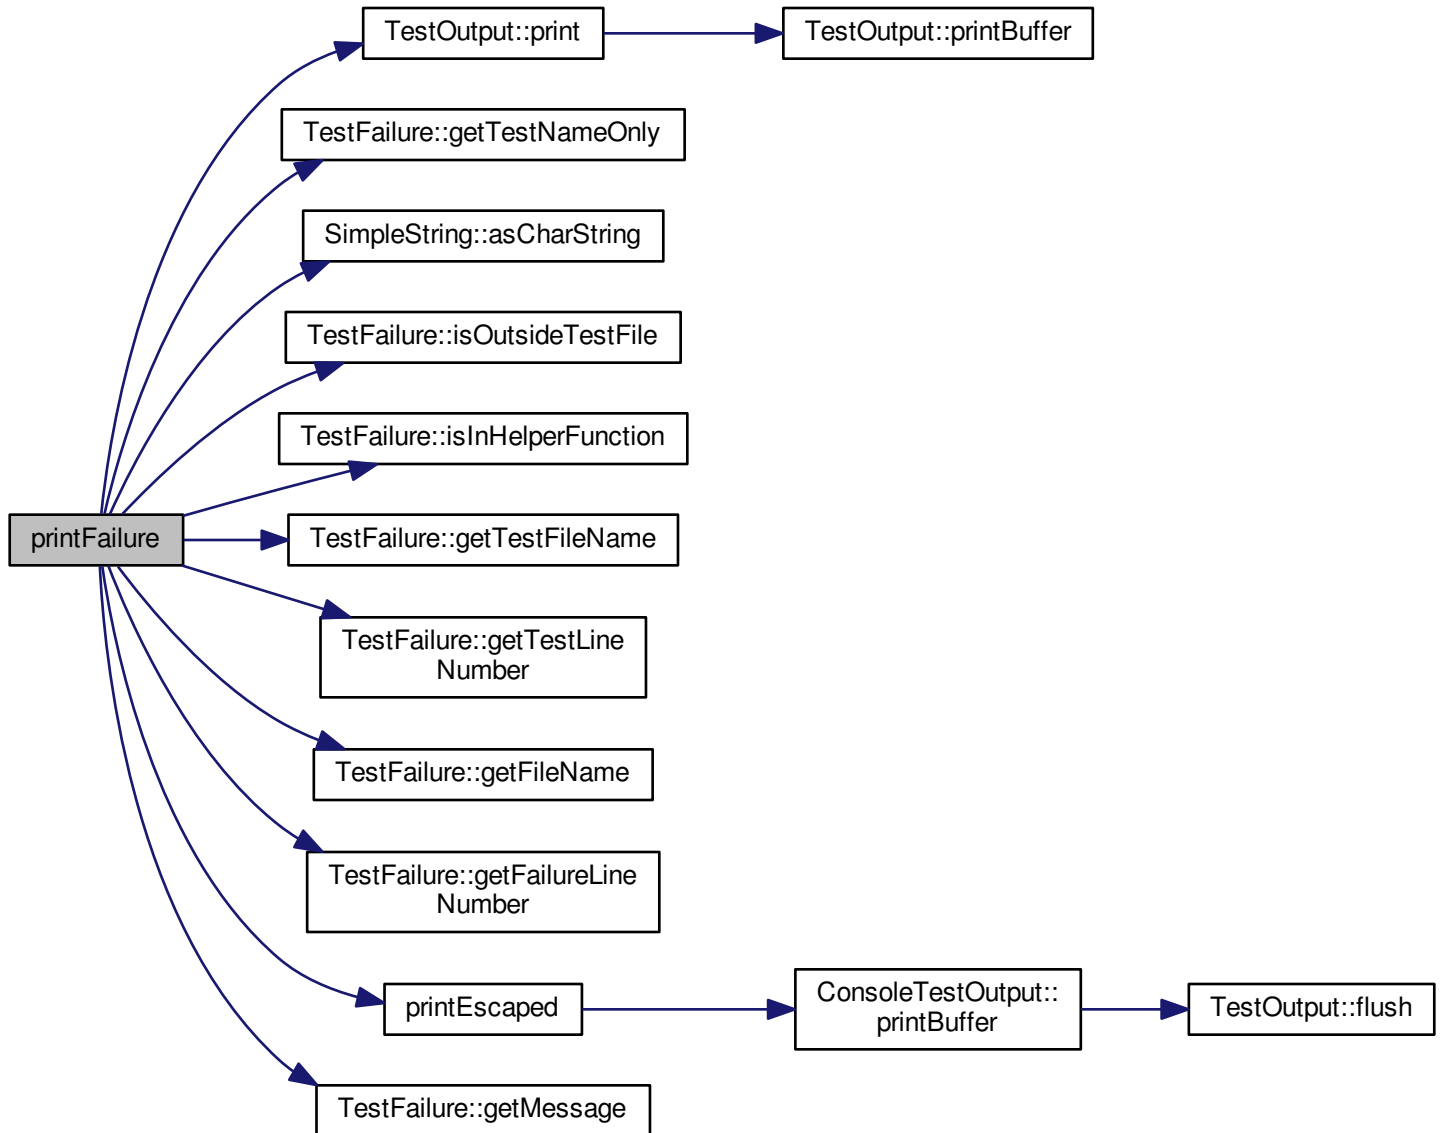 TestOutput::print
TestOutput::printBuffer
TestFailure::getTestNameOnly
SimpleString::asCharString
TestFailure::isOutsideTestFile
TestFailure::isInHelperFunction
printFailure
TestFailure::getTestFileName
TestFailure::getTestLine
Number
TestFailure::getFileName
TestFailure::getFailureLine
Number
printEscaped
ConsoleTestOutput::
printBuffer
TestOutput::flush
TestFailure::getMessage